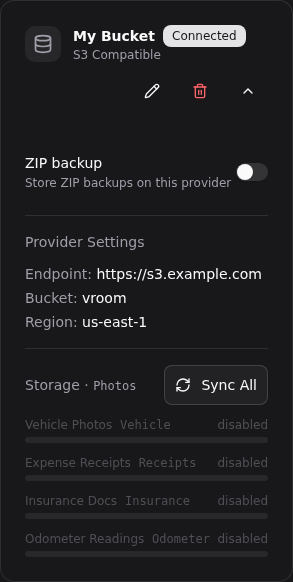 My Bucket Connected
S3 Compatible
ZIP backup
Store ZIP backups on this provider
Provider Settings
Endpoint: https://s3.example.com
Bucket: vroom
Region: us-east-1
Storage · Photos Sync All
Vehicle Photos Vehicle disabled
Expense Receipts Receipts disabled
Insurance Docs Insurance disabled
Odometer Readings Odometer disabled